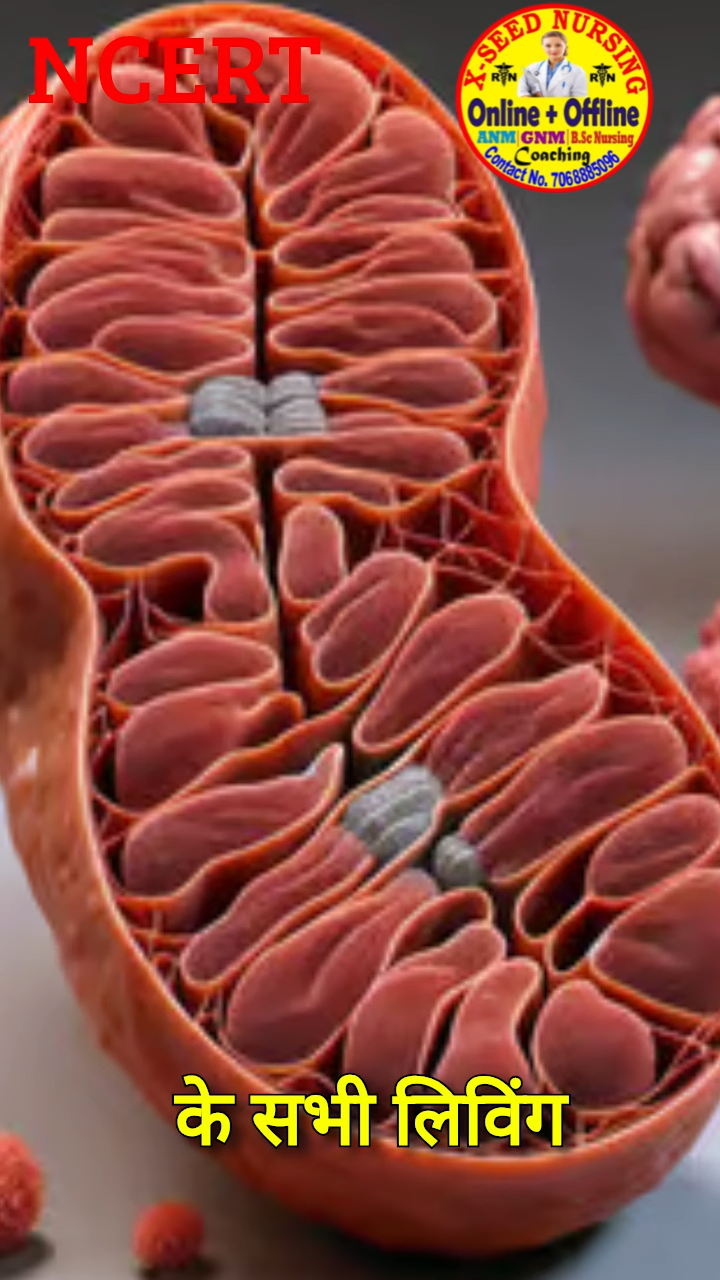 NCERT
X-SEED NURSING
RN RN
Online + Offline
ANM GNM B.Sc Nursing
Coaching
Contact No. 7068885096
के सभी लिविंग